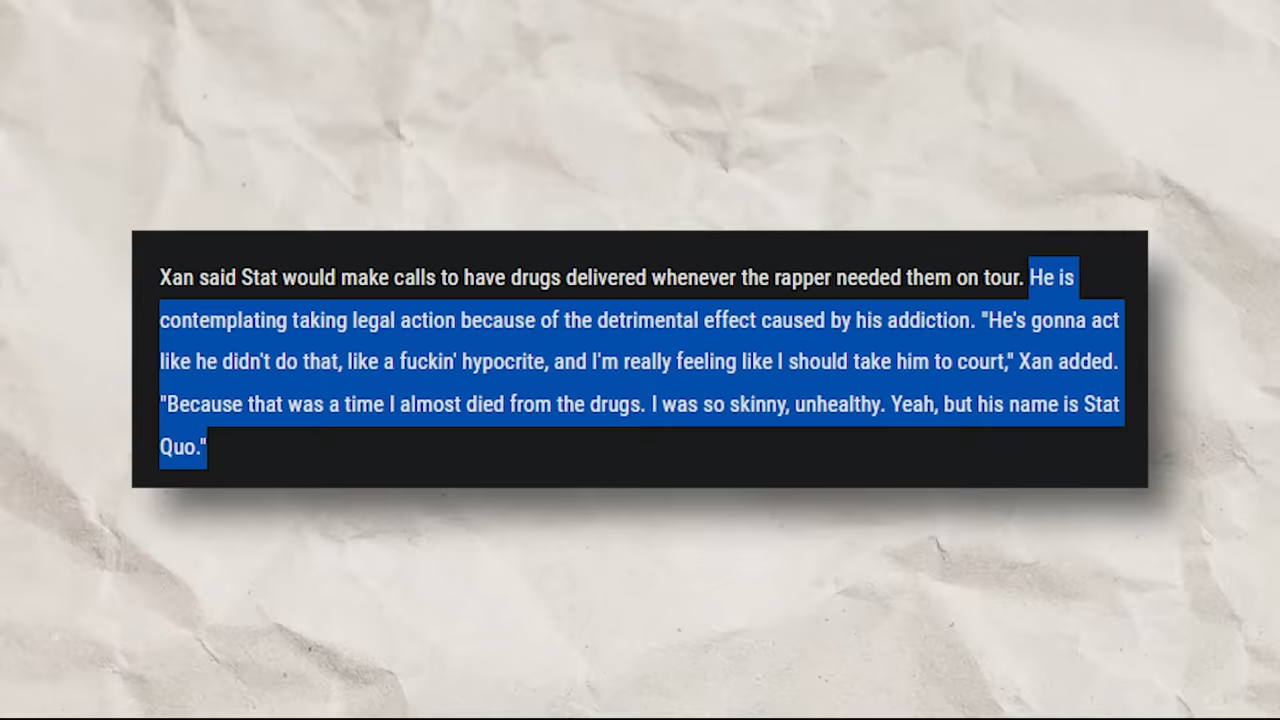 Xan said Stat would make calls to have drugs delivered whenever the rapper needed them on tour. He is
contemplating taking legal action because of the detrimental effect caused by his addiction. "He's gonna act
like he didn't do that, like a fuckin' hypocrite, and I'm really feeling like I should take him to court," Xan added.
"Because that was a time I almost died from the drugs. I was so skinny, unhealthy. Yeah, but his name is Stat
Quo."